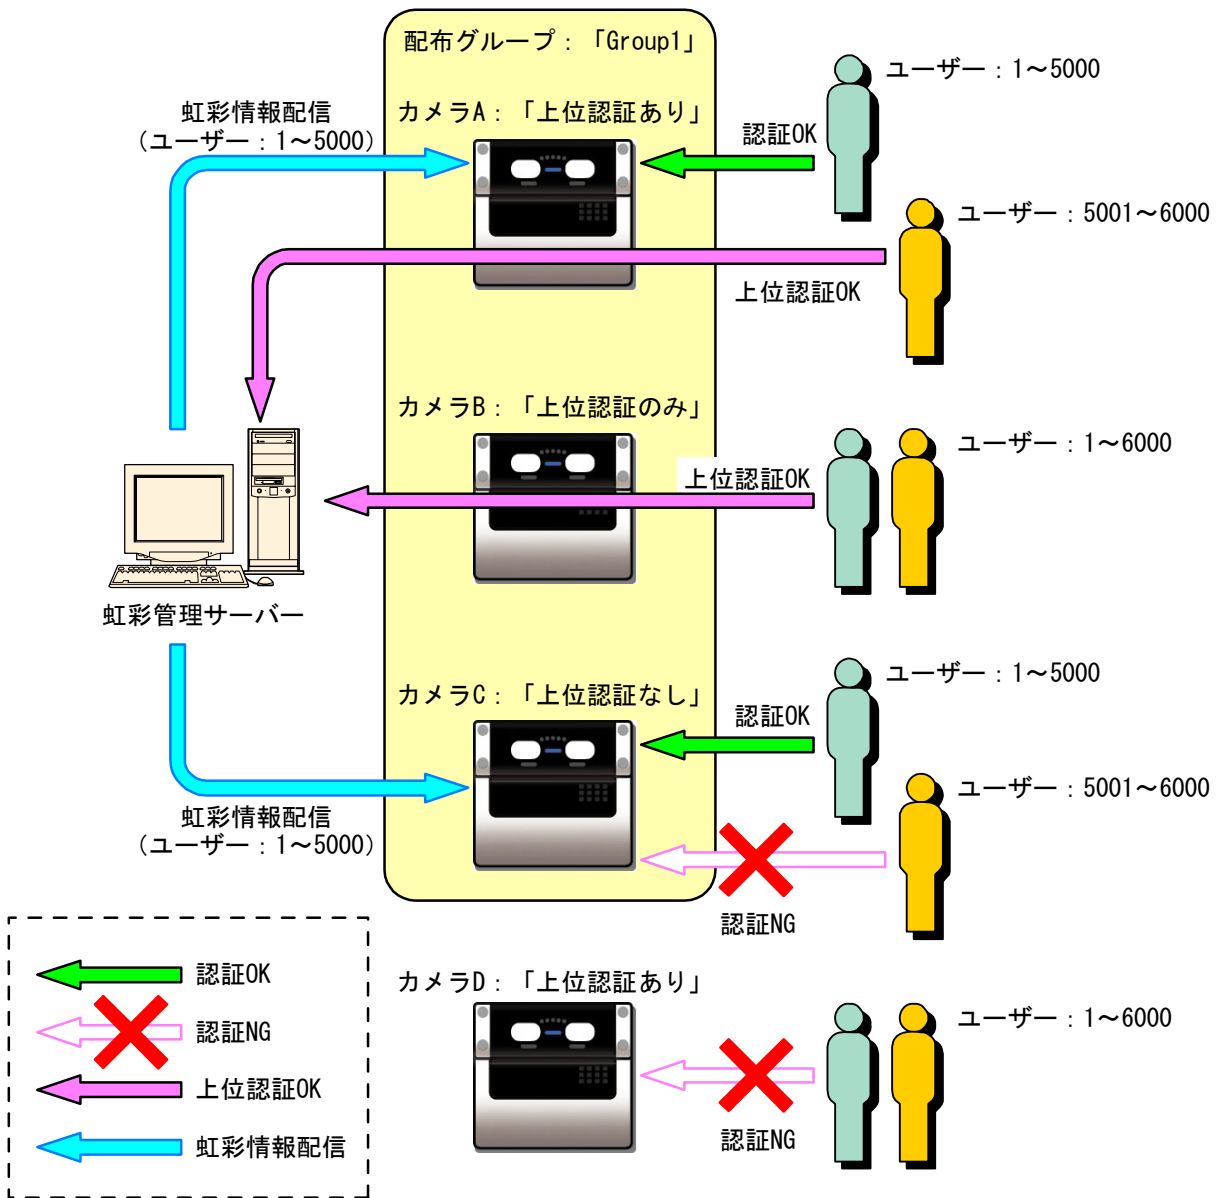 配布グループ：「Group1」
ユーザー：1～5000
虹彩情報配信
（ユーザー：1～5000）
カメラA：「上位認証あり」
認証OK
ユーザー：5001～6000
上位認証OK
カメラB：「上位認証のみ」
ユーザー：1～6000
上位認証OK
虹彩管理サーバー
ユーザー：1～5000
カメラC：「上位認証なし」
認証OK
ユーザー：5001～6000
虹彩情報配信
（ユーザー：1～5000）
認証NG
認証OK
認証NG
上位認証OK
虹彩情報配信
カメラD：「上位認証あり」
ユーザー：1～6000
認証NG